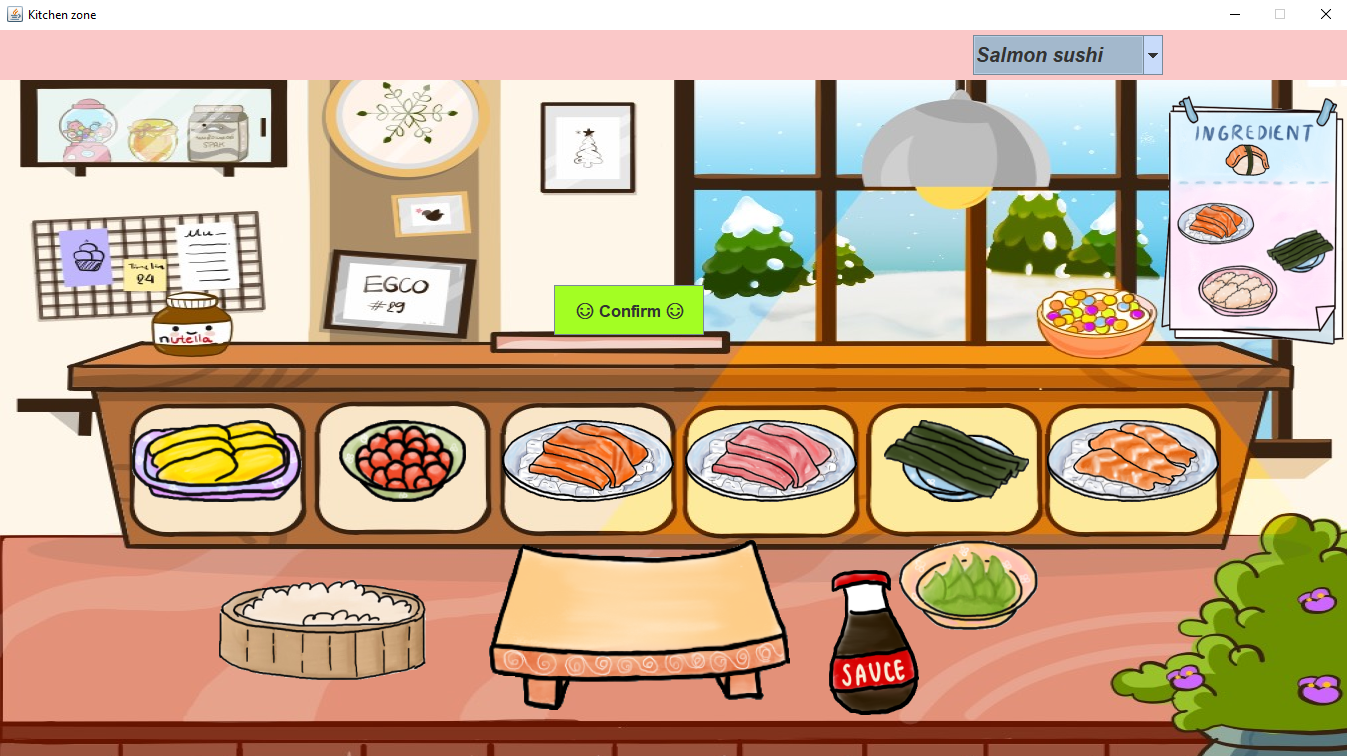 Kitchen zone
Salmon sushi
INGREDIENT
EGCO
#29
☺ Confirm ☺
nutella
SAUCE